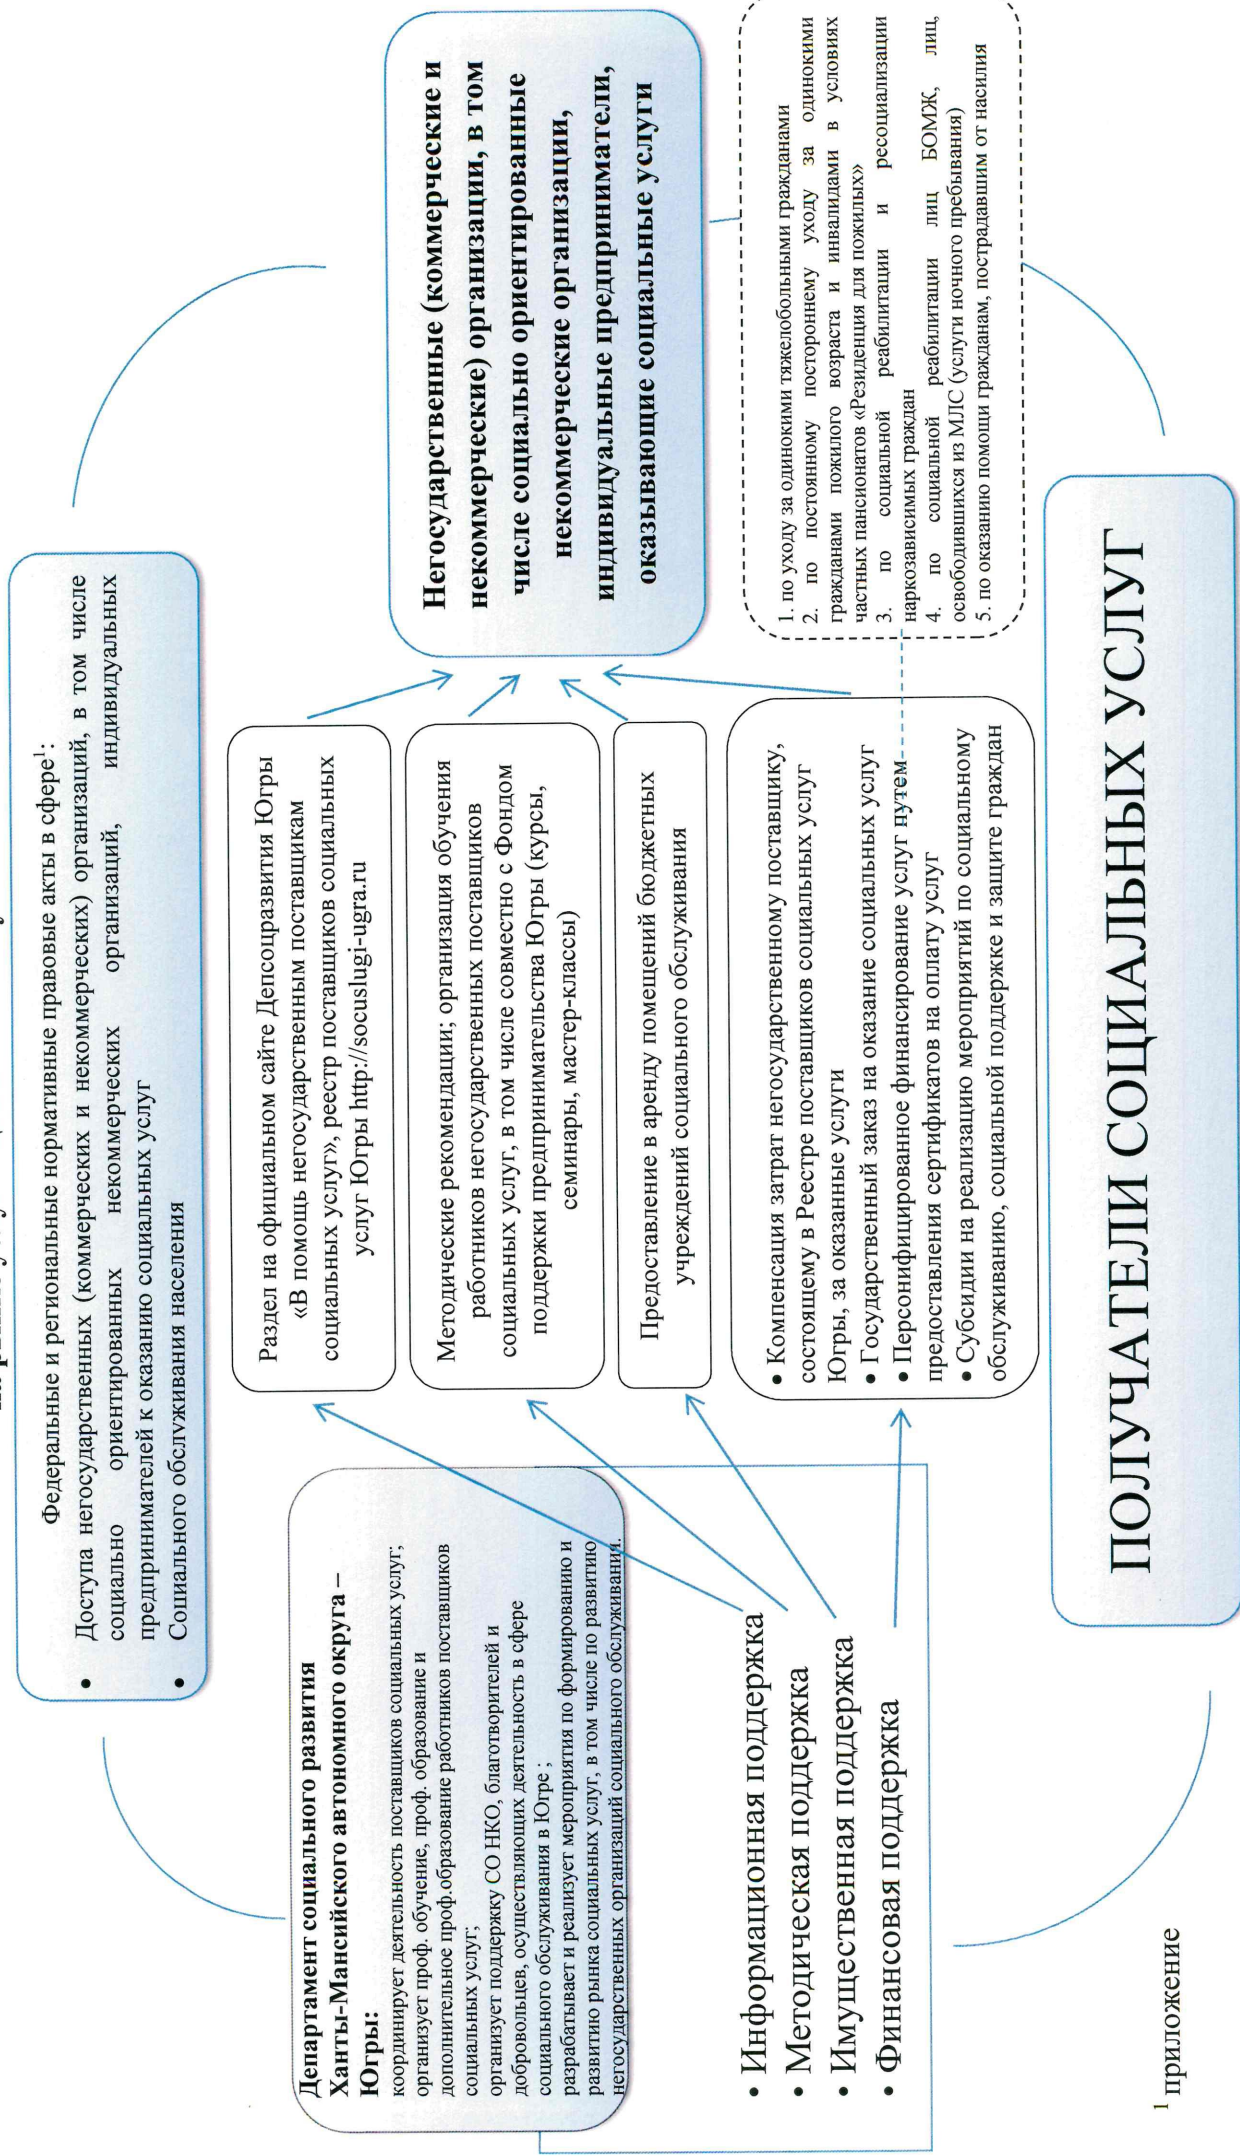 Федеральные и региональные нормативные правовые акты в сфере¹:
• Доступа негосударственных (коммерческих и некоммерческих) организаций, в том числе
социально ориентированных некоммерческих организаций, индивидуальных
предпринимателей к оказанию социальных услуг
• Социального обслуживания населения
Департамент социального развития
Ханты-Мансийского автономного округа –
Югры:
координирует деятельность поставщиков социальных услуг;
организует проф. обучение, проф. образование и
дополнительное проф.образование работников поставщиков
социальных услуг;
организует поддержку СО НКО, благотворителей и
добровольцев, осуществляющих деятельность в сфере
социального обслуживания в Югре ;
разрабатывает и реализует мероприятия по формированию и
развитию рынка социальных услуг, в том числе по развитию
негосударственных организаций социального обслуживания.
• Информационная поддержка
• Методическая поддержка
• Имущественная поддержка
• Финансовая поддержка
Раздел на официальном сайте Депсоцразвития Югры
«В помощь негосударственным поставщикам
социальных услуг», реестр поставщиков социальных
услуг Югры http://socuslugi-ugra.ru
Методические рекомендации; организация обучения
работников негосударственных поставщиков
социальных услуг, в том числе совместно с Фондом
поддержки предпринимательства Югры (курсы,
семинары, мастер-классы)
Предоставление в аренду помещений бюджетных
учреждений социального обслуживания
• Компенсация затрат негосударственному поставщику,
состоящему в Реестре поставщиков социальных услуг
Югры, за оказанные услуги
• Государственный заказ на оказание социальных услуг
• Персонифицированное финансирование услуг путем
предоставления сертификатов на оплату услуг
• Субсидии на реализацию мероприятий по социальному
обслуживанию, социальной поддержке и защите граждан
Негосударственные (коммерческие и
некоммерческие) организации, в том
числе социально ориентированные
некоммерческие организации,
индивидуальные предприниматели,
оказывающие социальные услуги
1. по уходу за одинокими тяжелобольными гражданами
2. по постоянному постороннему уходу за одинокими
гражданами пожилого возраста и инвалидами в условиях
частных пансионатов «Резиденция для пожилых»
3. по социальной реабилитации и ресоциализации
наркозависимых граждан
4. по социальной реабилитации лиц БОМЖ, лиц,
освободившихся из МЛС (услуги ночного пребывания)
5. по оказанию помощи гражданам, пострадавшим от насилия
ПОЛУЧАТЕЛИ СОЦИАЛЬНЫХ УСЛУГ
¹ приложение